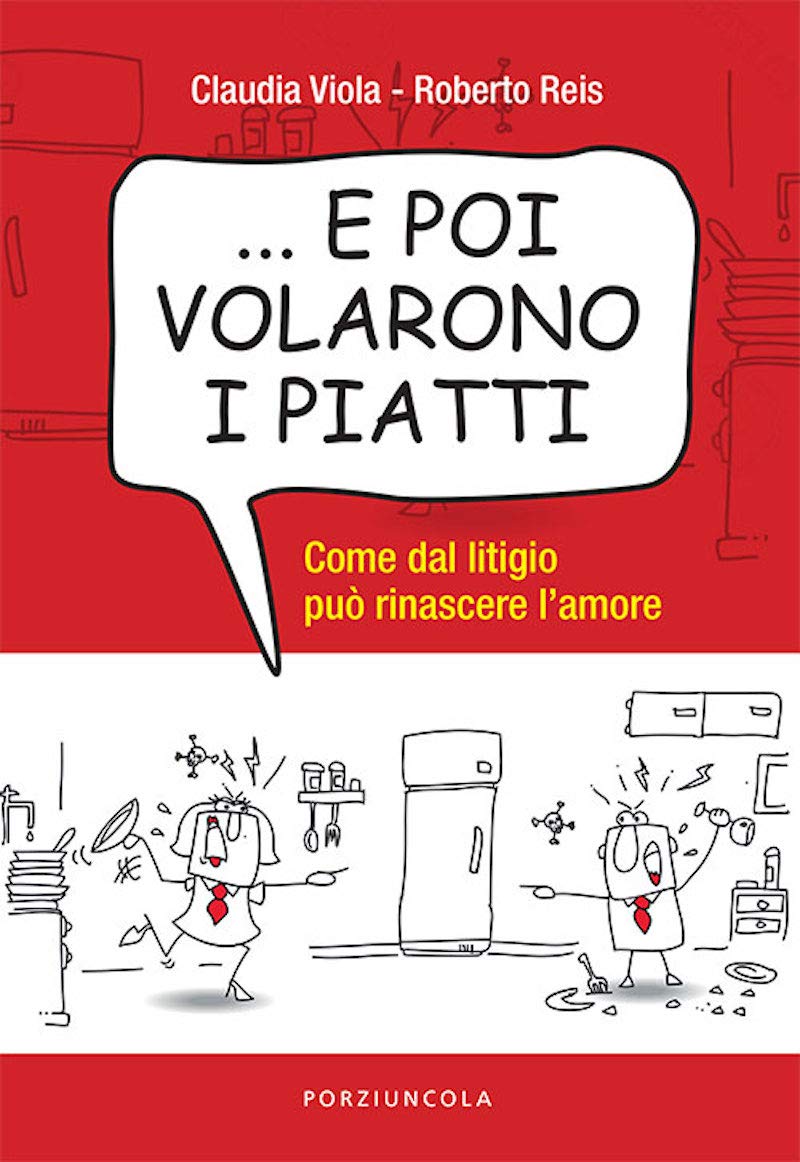 Claudia Viola - Roberto Reis
... E POI
VOLARONO
I PIATTI
Come dal litigio
può rinascere l'amore
PORZIUNCOLA